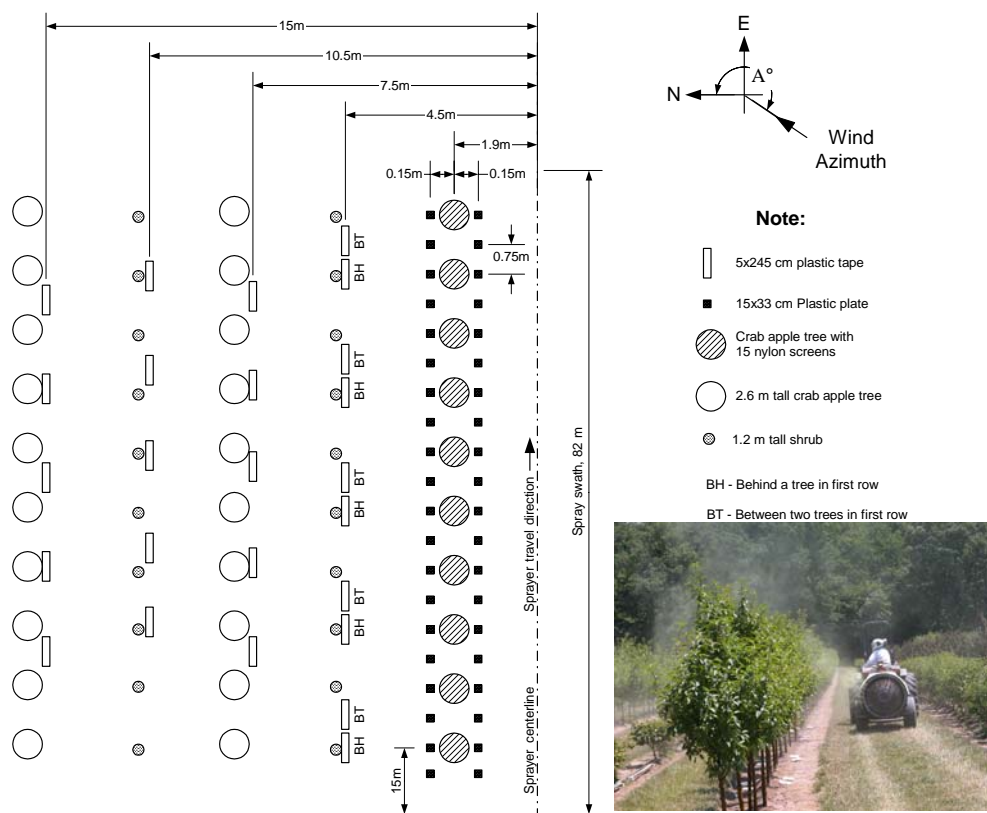 15m
10.5m
7.5m
4.5m
1.9m
0.15m
0.15m
0.75m
BT
BH
BT
BH
BT
BH
BT
BH
BT
BH
15m
Sprayer travel direction
Sprayer centerline
Spray swath, 82 m
E
N
A°
Wind
Azimuth
Note:
5x245 cm plastic tape
15x33 cm Plastic plate
Crab apple tree with
15 nylon screens
2.6 m tall crab apple tree
1.2 m tall shrub
BH - Behind a tree in first row
BT - Between two trees in first row